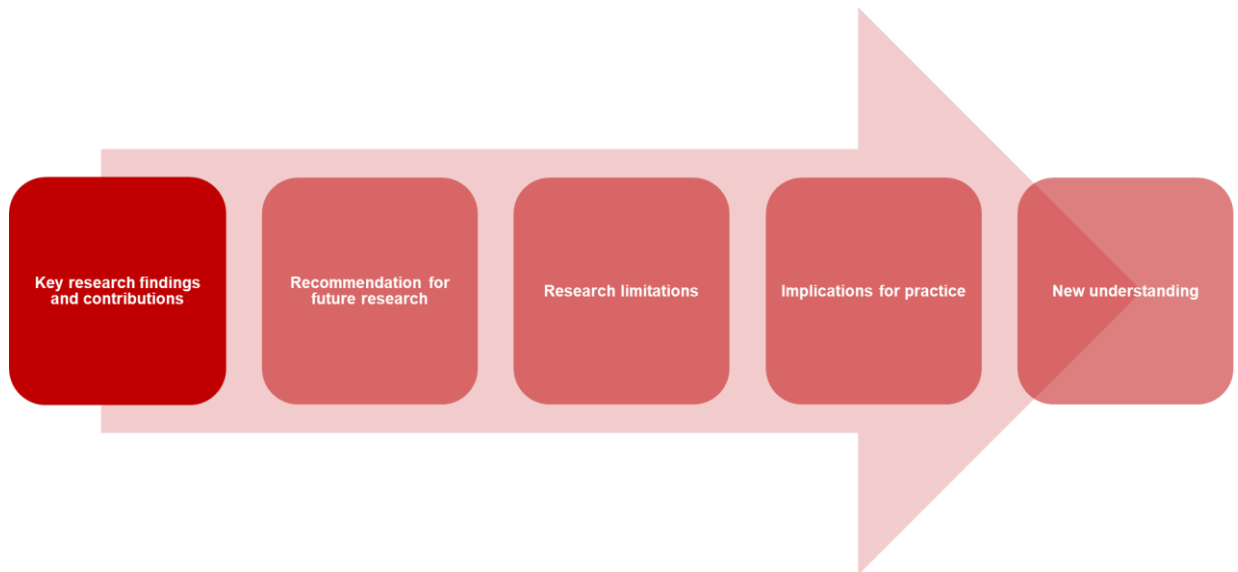 Key research findings
and contributions
Recommendation for
future research
Research limitations
Implications for practice
New understanding